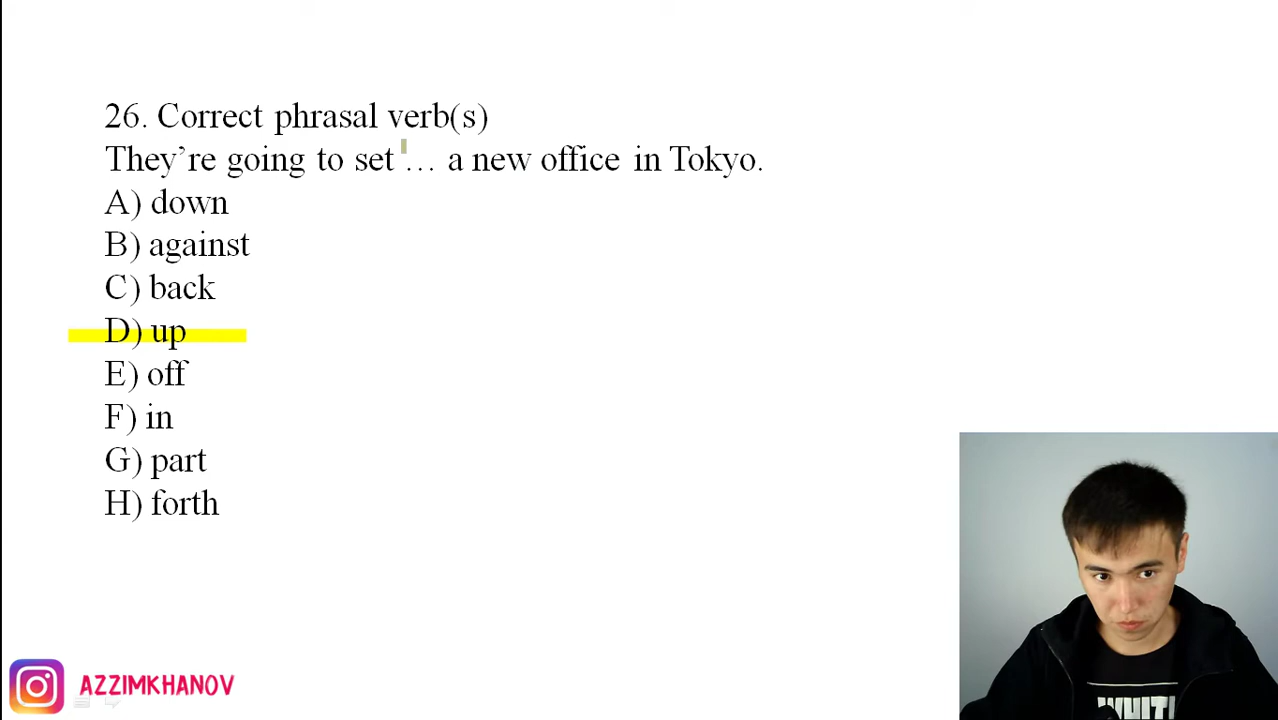 26. Correct phrasal verb(s)
They’re going to set … a new office in Tokyo.
A) down
B) against
C) back
D) up
E) off
F) in
G) part
H) forth
AZZIMKHANOV